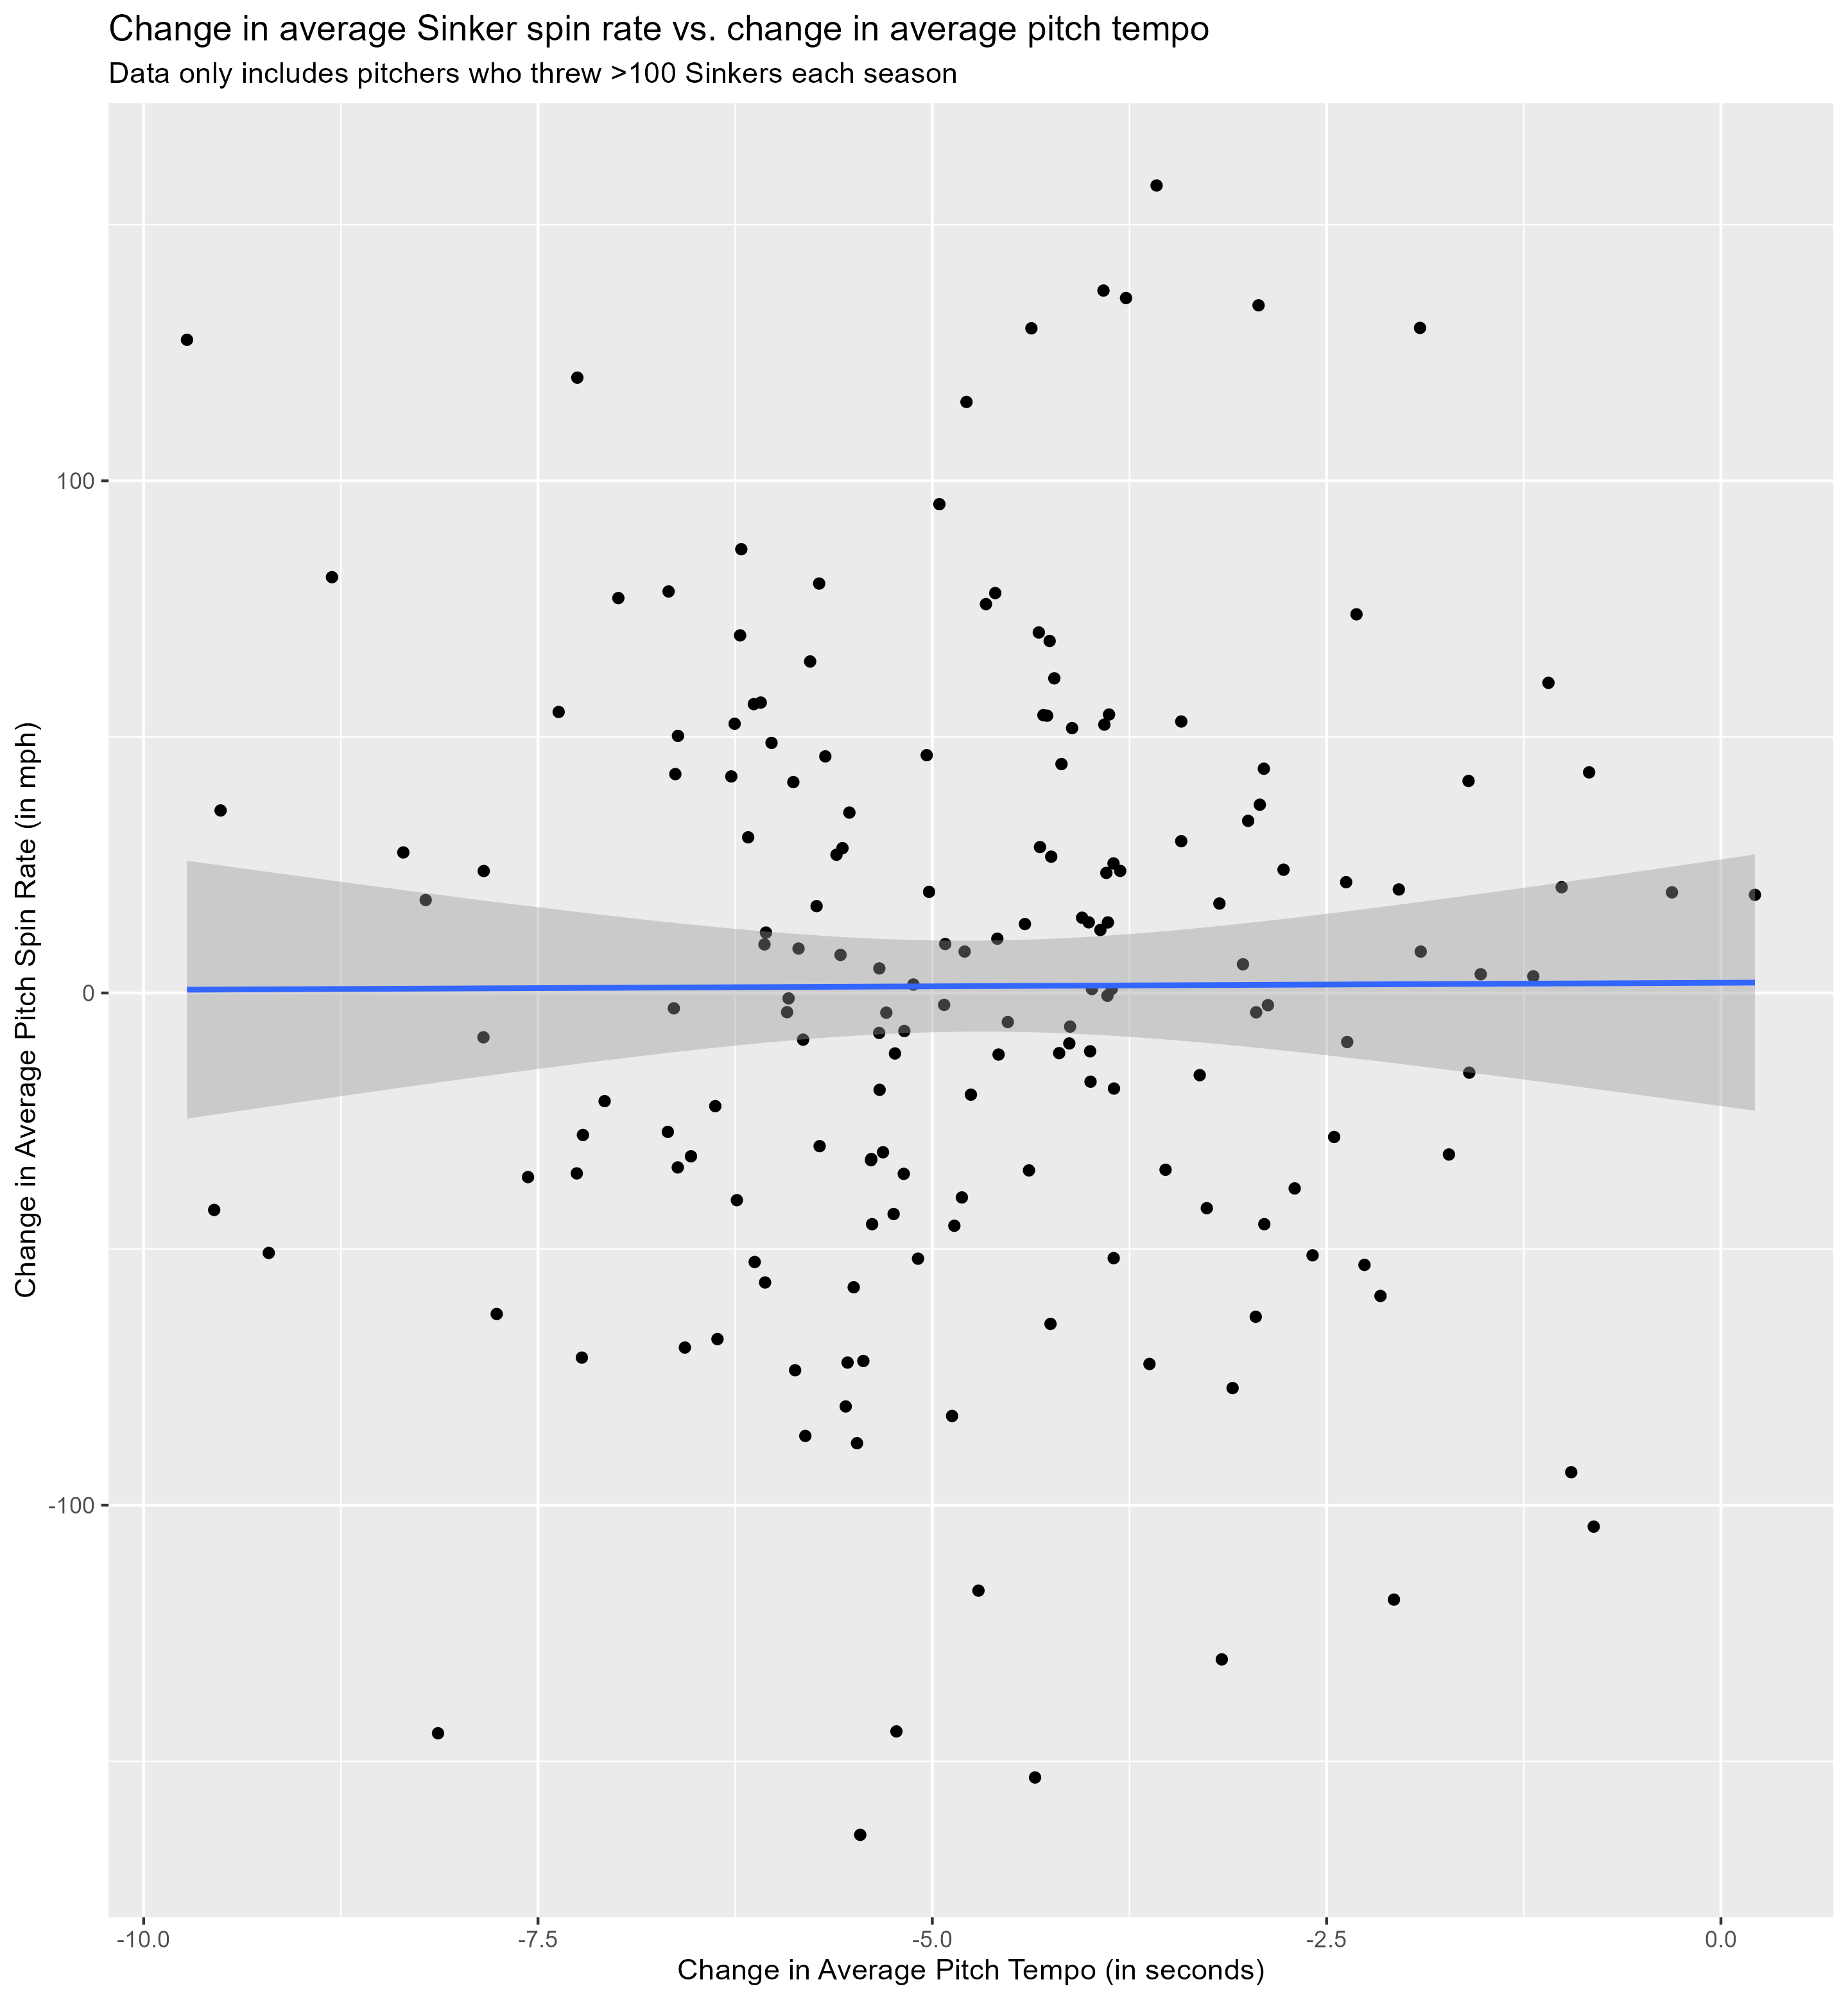 Change in average Sinker spin rate vs. change in average pitch tempo
Data only includes pitchers who threw >100 Sinkers each season
Change in Average Pitch Spin Rate (in mph)
100
0
-100
-10.0
-7.5
-5.0
-2.5
0.0
Change in Average Pitch Tempo (in seconds)